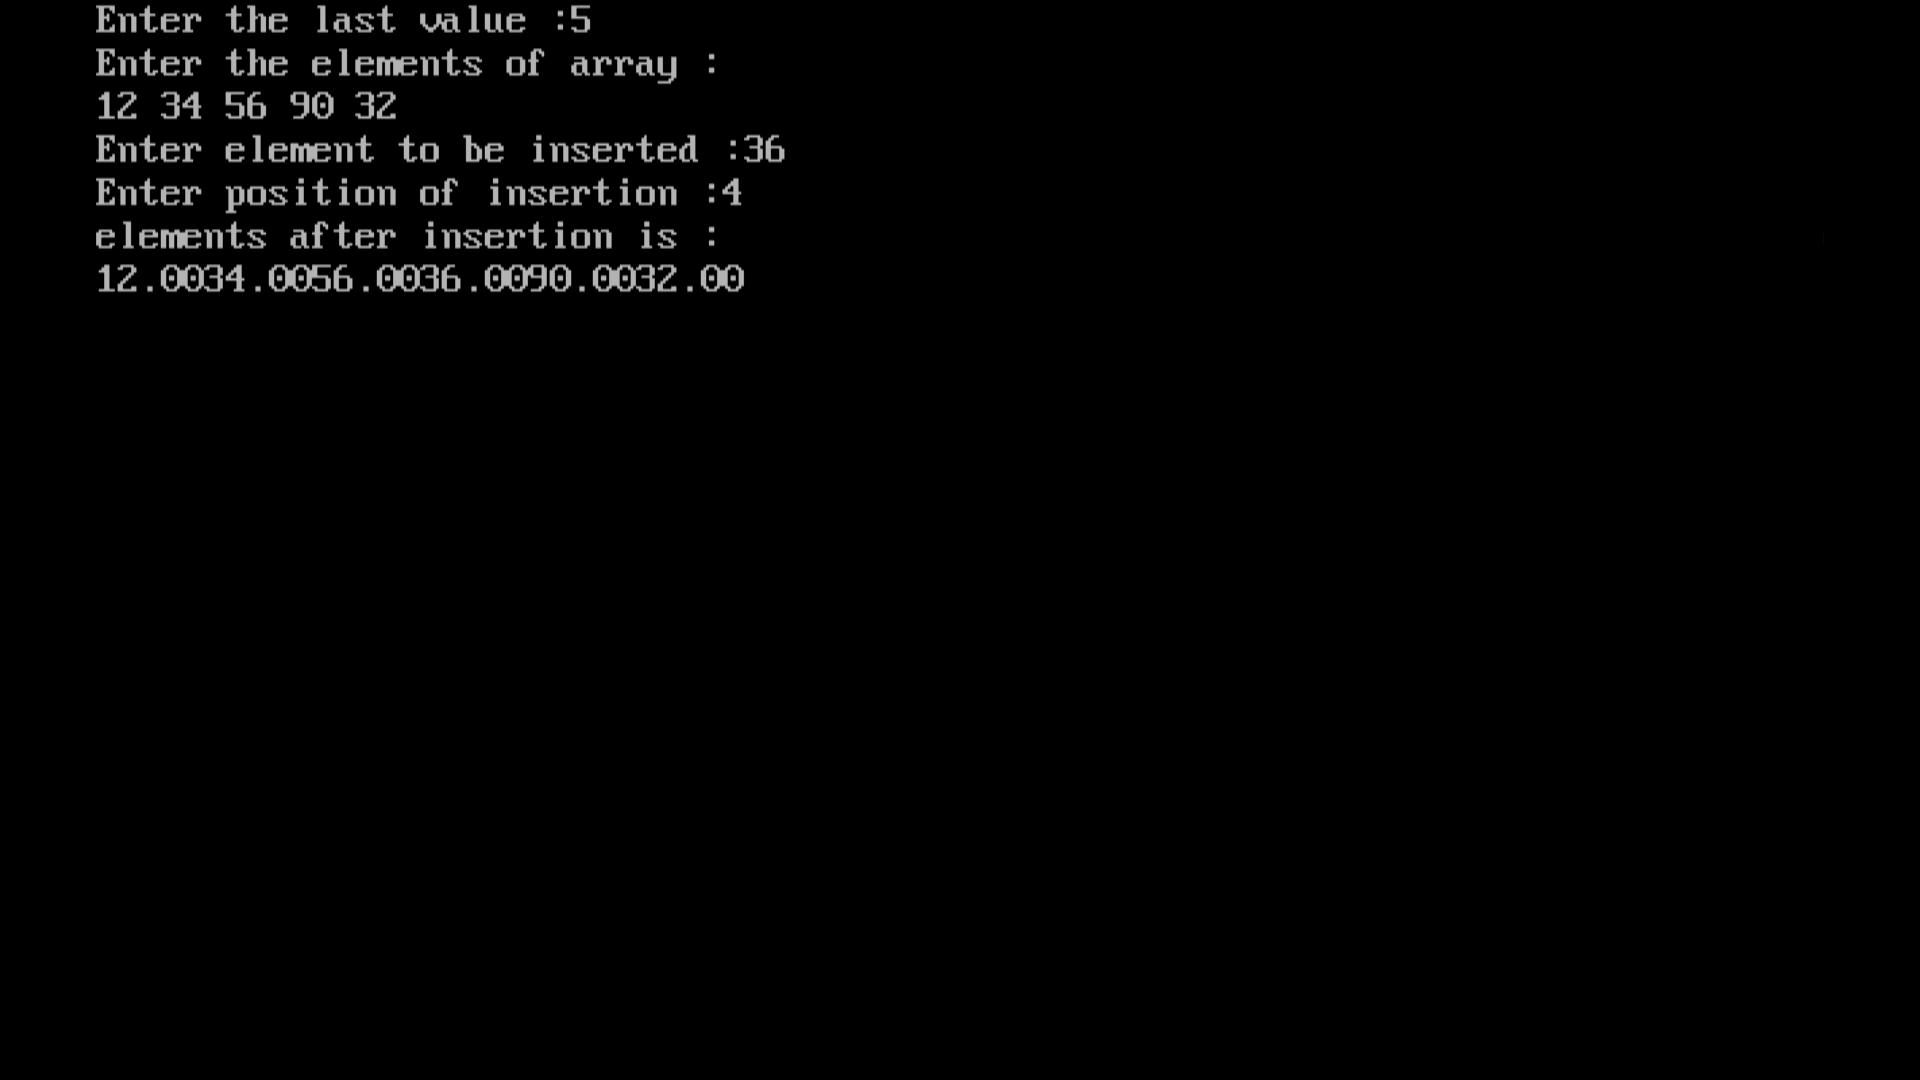 Enter the last value :5
Enter the elements of array :
12 34 56 90 32
Enter element to be inserted :36
Enter position of insertion :4
elements after insertion is :
12.0034.0056.0036.0090.0032.00